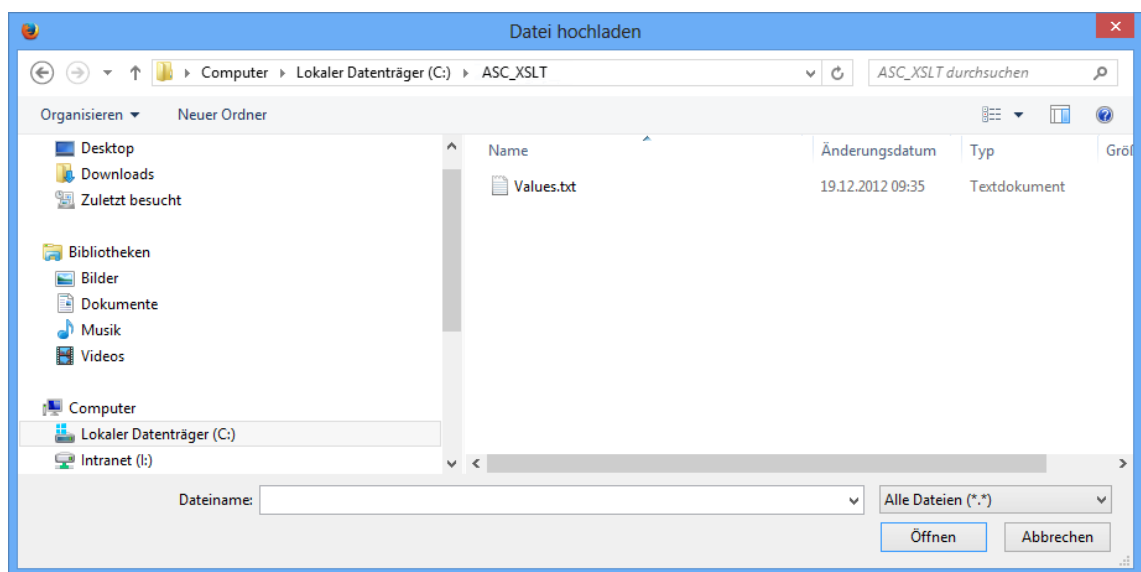 Datei hochladen
Computer Lokaler Datenträger (C:) ASC_XSLT ASC_XSLT durchsuchen
Organisieren Neuer Ordner
Desktop
Downloads
Zuletzt besucht
Bibliotheken
Bilder
Dokumente
Musik
Videos
Computer
Lokaler Datenträger (C:)
Intranet (I:)
Name Änderungsdatum Typ Größ
Values.txt 19.12.2012 09:35 Textdokument
Dateiname: Alle Dateien (*.*)
Öffnen Abbrechen